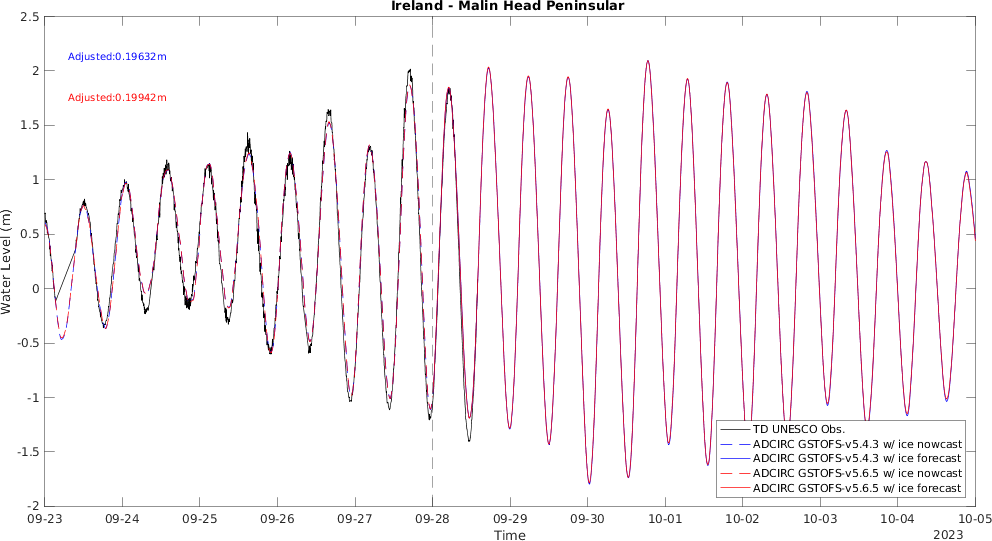 Ireland - Malin Head Peninsular
Adjusted:0.19632m
Adjusted:0.19942m
Water Level (m)
2.5
2
1.5
1
0.5
0
-0.5
-1
-1.5
-2
TD UNESCO Obs.
ADCIRC GSTOFS-v5.4.3 w/ ice nowcast
ADCIRC GSTOFS-v5.4.3 w/ ice forecast
ADCIRC GSTOFS-v5.6.5 w/ ice nowcast
ADCIRC GSTOFS-v5.6.5 w/ ice forecast
09-23 09-24 09-25 09-26 09-27 09-28 09-29 09-30 10-01 10-02 10-03 10-04 10-05
Time
2023